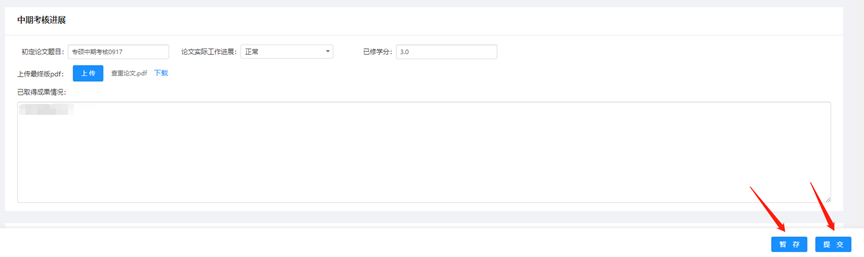 中期考核进展
初定论文题目： 专硕中期考核0917 论文实际工作进展： 正常 已修学分： 3.0
上传最终版pdf： 上 传 查重论文.pdf 下载
已取得成果情况：
暂 存 提 交